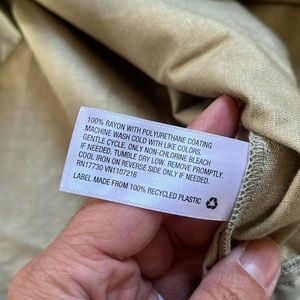 100% RAYON WITH POLYURETHANE COATING
MACHINE WASH COLD WITH LIKE COLORS.
GENTLE CYCLE. ONLY NON-CHLORINE BLEACH
IF NEEDED. TUMBLE DRY LOW. REMOVE PROMPTLY.
COOL IRON ON REVERSE SIDE ONLY IF NEEDED.
RN17730 VN1107216
LABEL MADE FROM 100% RECYCLED PLASTIC